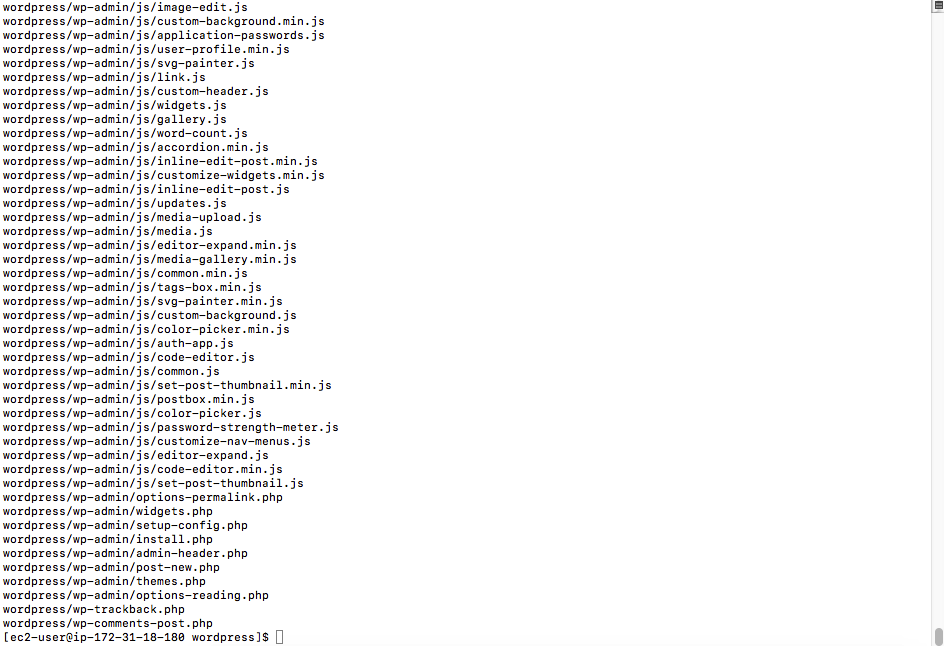 wordpress/wp-admin/js/image-edit.js
wordpress/wp-admin/js/custom-background.min.js
wordpress/wp-admin/js/application-passwords.js
wordpress/wp-admin/js/user-profile.min.js
wordpress/wp-admin/js/svg-painter.js
wordpress/wp-admin/js/link.js
wordpress/wp-admin/js/custom-header.js
wordpress/wp-admin/js/widgets.js
wordpress/wp-admin/js/gallery.js
wordpress/wp-admin/js/word-count.js
wordpress/wp-admin/js/accordion.min.js
wordpress/wp-admin/js/inline-edit-post.min.js
wordpress/wp-admin/js/customize-widgets.min.js
wordpress/wp-admin/js/inline-edit-post.js
wordpress/wp-admin/js/updates.js
wordpress/wp-admin/js/media-upload.js
wordpress/wp-admin/js/media.js
wordpress/wp-admin/js/editor-expand.min.js
wordpress/wp-admin/js/media-gallery.min.js
wordpress/wp-admin/js/common.min.js
wordpress/wp-admin/js/tags-box.min.js
wordpress/wp-admin/js/svg-painter.min.js
wordpress/wp-admin/js/custom-background.js
wordpress/wp-admin/js/color-picker.min.js
wordpress/wp-admin/js/auth-app.js
wordpress/wp-admin/js/code-editor.js
wordpress/wp-admin/js/common.js
wordpress/wp-admin/js/set-post-thumbnail.min.js
wordpress/wp-admin/js/postbox.min.js
wordpress/wp-admin/js/color-picker.js
wordpress/wp-admin/js/password-strength-meter.js
wordpress/wp-admin/js/customize-nav-menus.js
wordpress/wp-admin/js/editor-expand.js
wordpress/wp-admin/js/code-editor.min.js
wordpress/wp-admin/js/set-post-thumbnail.js
wordpress/wp-admin/options-permalink.php
wordpress/wp-admin/widgets.php
wordpress/wp-admin/setup-config.php
wordpress/wp-admin/install.php
wordpress/wp-admin/admin-header.php
wordpress/wp-admin/post-new.php
wordpress/wp-admin/themes.php
wordpress/wp-admin/options-reading.php
wordpress/wp-trackback.php
wordpress/wp-comments-post.php
[ec2-user@ip-172-31-18-180 wordpress]$